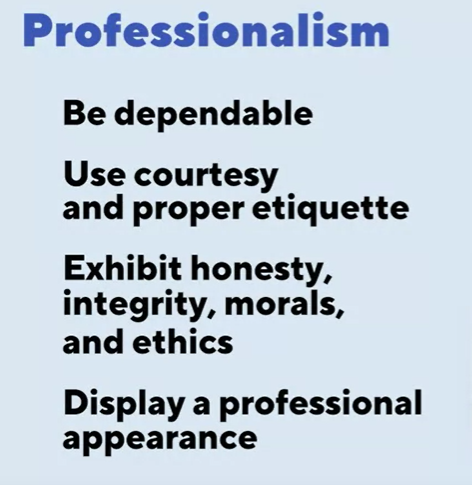 Professionalism
Be dependable
Use courtesy
and proper etiquette
Exhibit honesty,
integrity, morals,
and ethics
Display a professional
appearance